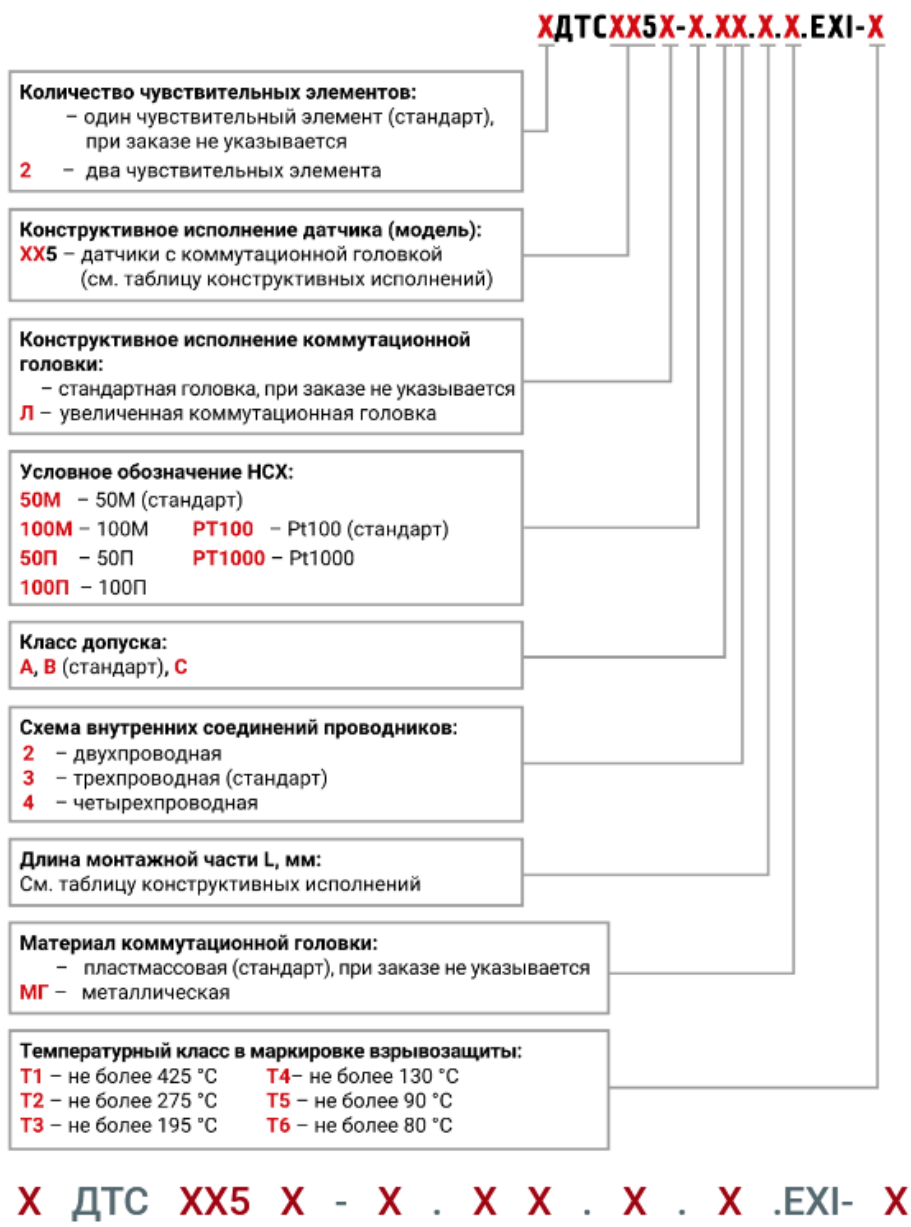 ХДТСХХ5Х-Х.ХХ.Х.Х.EXI-Х
Количество чувствительных элементов:
– один чувствительный элемент (стандарт),
при заказе не указывается
2 – два чувствительных элемента
Конструктивное исполнение датчика (модель):
ХХ5 – датчики с коммутационной головкой
(см. таблицу конструктивных исполнений)
Конструктивное исполнение коммутационной
головки:
– стандартная головка, при заказе не указывается
Л – увеличенная коммутационная головка
Условное обозначение НСХ:
50М – 50М (стандарт)
100М – 100М РТ100 – Pt100 (стандарт)
50П – 50П РТ1000 – Pt1000
100П – 100П
Класс допуска:
А, В (стандарт), С
Схема внутренних соединений проводников:
2 – двухпроводная
3 – трехпроводная (стандарт)
4 – четырехпроводная
Длина монтажной части L, мм:
См. таблицу конструктивных исполнений
Материал коммутационной головки:
– пластмассовая (стандарт), при заказе не указывается
МГ – металлическая
Температурный класс в маркировке взрывозащиты:
Т1 – не более 425 °С Т4– не более 130 °С
Т2 – не более 275 °С Т5 – не более 90 °С
Т3 – не более 195 °С Т6 – не более 80 °С
Х ДТС ХХ5 Х - Х . Х Х . Х . Х .EXI- Х